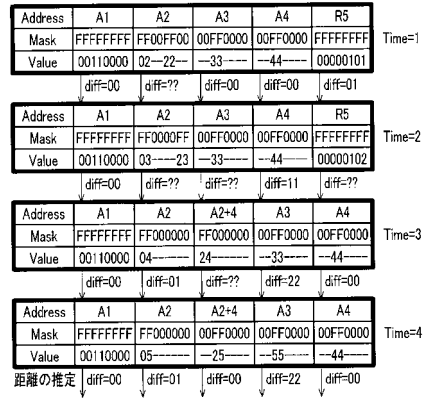 Address A1 A2 A3 A4 R5
Mask FFFFFFFF FF00FF00 00FF0000 00FF0000 FFFFFFFF Time=1
Value 00110000 02--22-- --33---- --44---- 00000101
diff=00 diff=?? diff=00 diff=00 diff=01
Address A1 A2 A3 A4 R5
Mask FFFFFFFF FF0000FF 00FF0000 00FF0000 FFFFFFFF Time=2
Value 00110000 03----23 --33---- --44---- 00000102
diff=00 diff=?? diff=?? diff=11 diff=??
Address A1 A2 A2+4 A3 A4
Mask FFFFFFFF FF000000 FF000000 00FF0000 00FF0000 Time=3
Value 00110000 04------ 24------ --33---- --44----
diff=00 diff=01 diff=?? diff=22 diff=00
Address A1 A2 A2+4 A3 A4
Mask FFFFFFFF FF000000 00FF0000 00FF0000 00FF0000 Time=4
Value 00110000 05------ --25---- --55---- --44----
距離の推定 diff=00 diff=01 diff=00 diff=22 diff=00